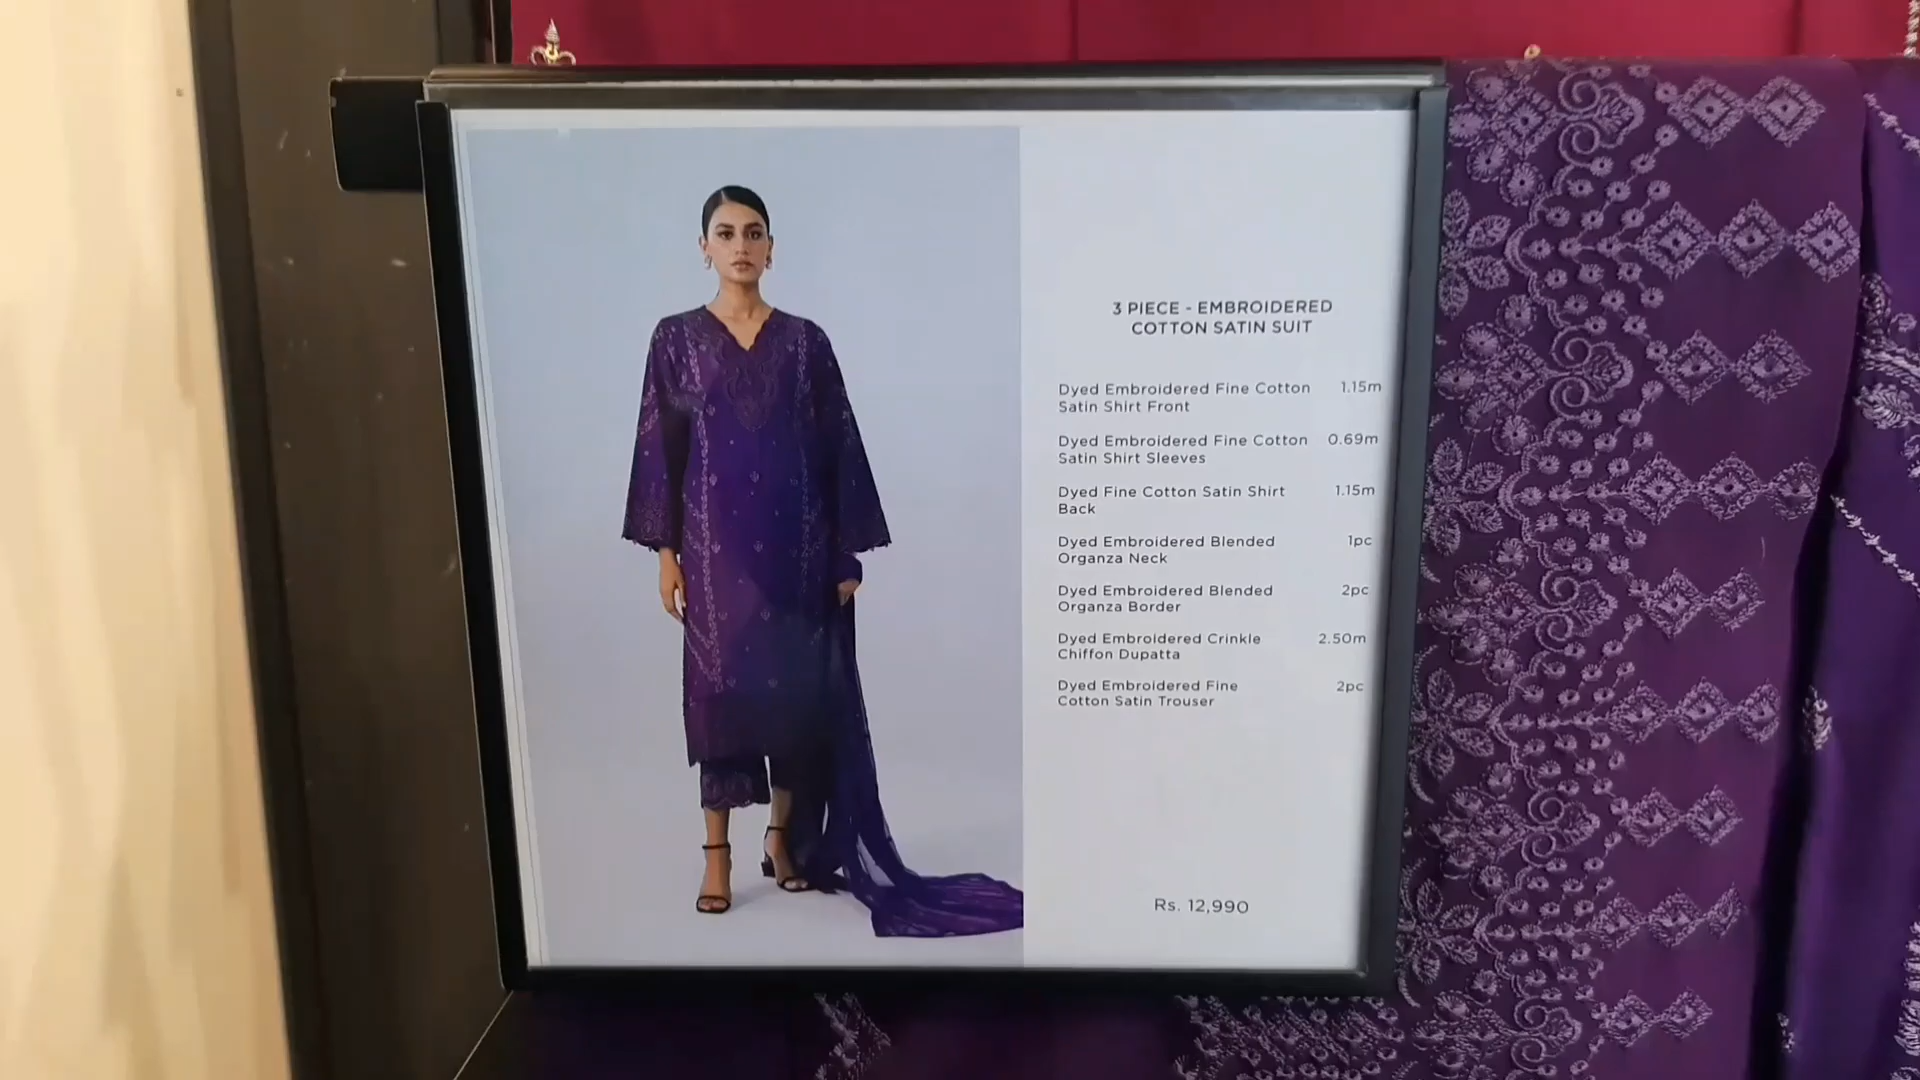 3 PIECE - EMBROIDERED
COTTON SATIN SUIT
Dyed Embroidered Fine Cotton 1.15m
Satin Shirt Front
Dyed Embroidered Fine Cotton 0.69m
Satin Shirt Sleeves
Dyed Fine Cotton Satin Shirt 1.15m
Back
Dyed Embroidered Blended 1pc
Organza Neck
Dyed Embroidered Blended 2pc
Organza Border
Dyed Embroidered Crinkle 2.50m
Chiffon Dupatta
Dyed Embroidered Fine 2pc
Cotton Satin Trouser
Rs. 12,990